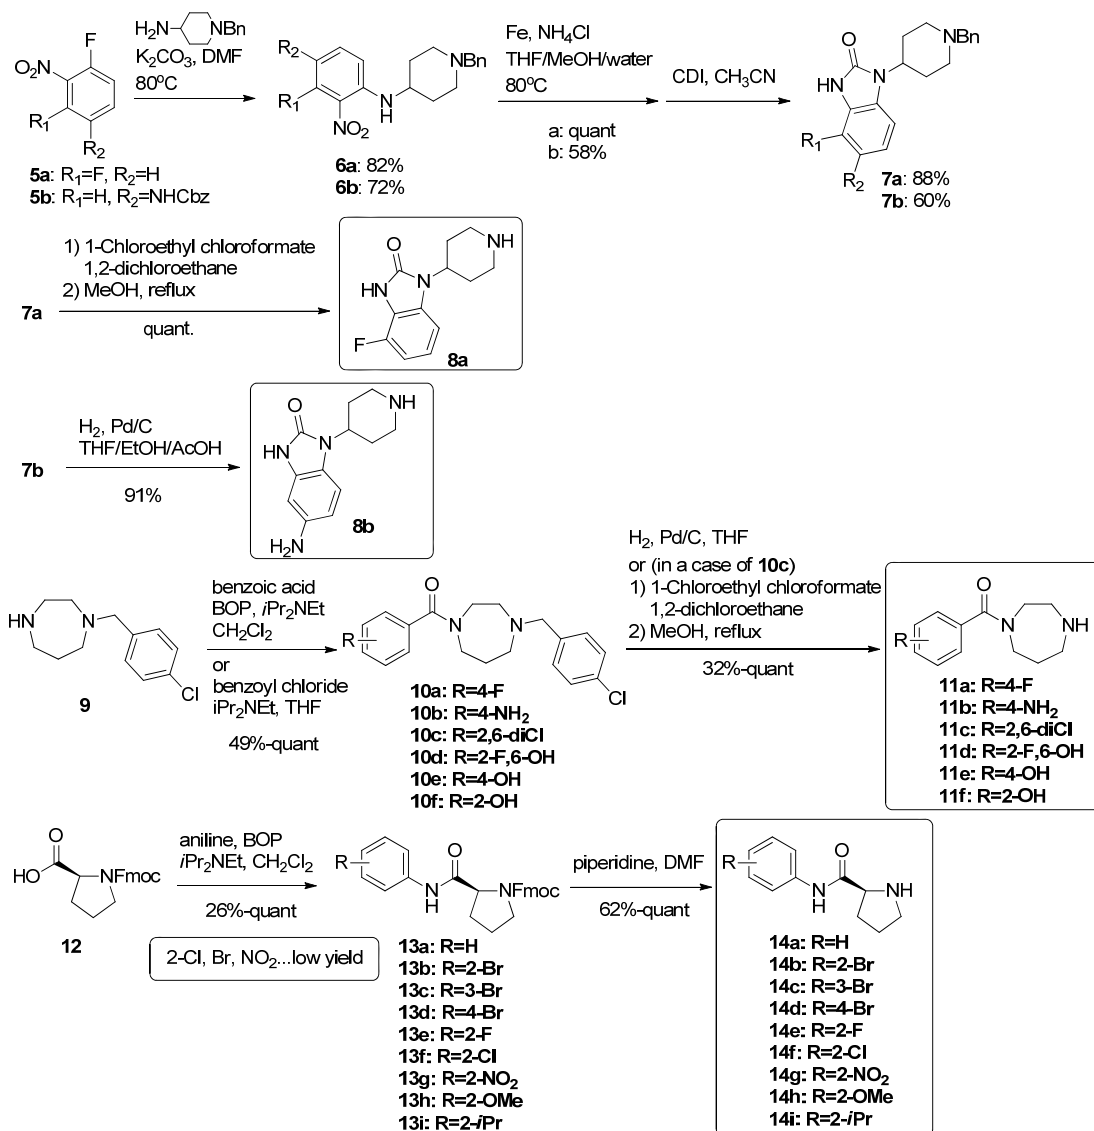 H2N
N
Bn
K2CO3, DMF
80ºC
F
NO2
R1
R2
5a: R1=F, R2=H
5b: R1=H, R2=NHCbz
R2
R1
NO2
N
H
N
Bn
6a: 82%
6b: 72%
Fe, NH4Cl
THF/MeOH/water
80ºC
a: quant
b: 58%
CDI, CH3CN
O
HN
N
N
Bn
R1
R2
7a: 88%
7b: 60%
7a
1) 1-Chloroethyl chloroformate
1,2-dichloroethane
2) MeOH, reflux
quant.
O
HN
N
NH
F
8a
7b
H2, Pd/C
THF/EtOH/AcOH
91%
O
HN
N
NH
H2N
8b
HN
N
Cl
9
benzoic acid
BOP, iPr2NEt
CH2Cl2
or
benzoyl chloride
iPr2NEt, THF
49%-quant
R
O
N
N
Cl
10a: R=4-F
10b: R=4-NH2
10c: R=2,6-diCl
10d: R=2-F,6-OH
10e: R=4-OH
10f: R=2-OH
H2, Pd/C, THF
or (in a case of 10c)
1) 1-Chloroethyl chloroformate
1,2-dichloroethane
2) MeOH, reflux
32%-quant
R
O
N
NH
11a: R=4-F
11b: R=4-NH2
11c: R=2,6-diCl
11d: R=2-F,6-OH
11e: R=4-OH
11f: R=2-OH
O
HO
NFmoc
12
aniline, BOP
iPr2NEt, CH2Cl2
26%-quant
2-Cl, Br, NO2...low yield
R
N
H
O
NFmoc
13a: R=H
13b: R=2-Br
13c: R=3-Br
13d: R=4-Br
13e: R=2-F
13f: R=2-Cl
13g: R=2-NO2
13h: R=2-OMe
13i: R=2-iPr
piperidine, DMF
62%-quant
R
N
H
O
NH
14a: R=H
14b: R=2-Br
14c: R=3-Br
14d: R=4-Br
14e: R=2-F
14f: R=2-Cl
14g: R=2-NO2
14h: R=2-OMe
14i: R=2-iPr